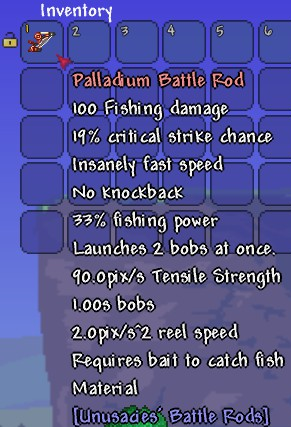 Inventory
1 2 3 4 5 6
Palladium Battle Rod
100 Fishing damage
19% critical strike chance
Insanely fast speed
No knockback
33% fishing power
Launches 2 bobs at once.
90.0pix/s Tensile Strength
1.00s bobs
2.0pix/s^2 reel speed
Requires bait to catch fish
Material
[Unusacies' Battle Rods]